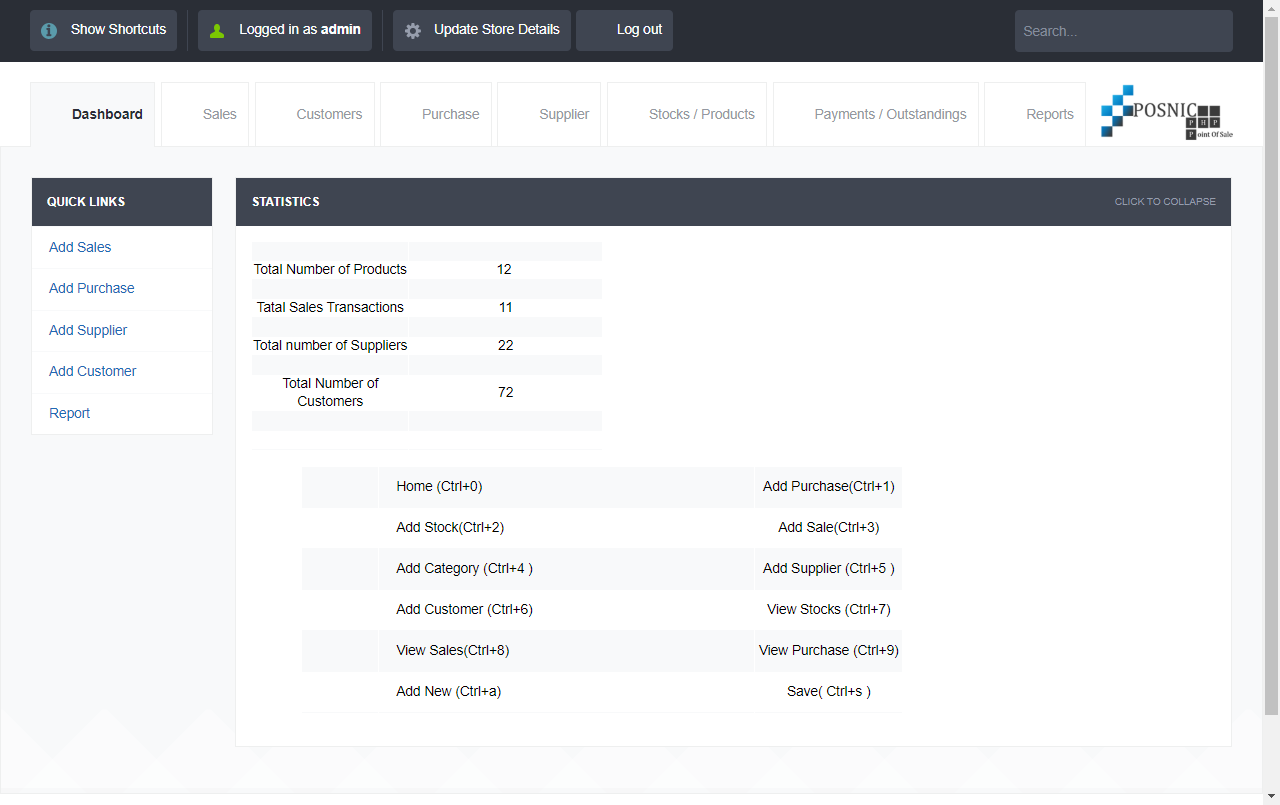 Show Shortcuts
Logged in as admin
Update Store Details
Log out
Search...
Dashboard
Sales
Customers
Purchase
Supplier
Stocks / Products
Payments / Outstandings
Reports
POSNIC
PHP
Point Of Sale
QUICK LINKS
Add Sales
Add Purchase
Add Supplier
Add Customer
Report
STATISTICS
CLICK TO COLLAPSE
Total Number of Products 12
Tatal Sales Transactions 11
Total number of Suppliers 22
Total Number of
Customers 72
Home (Ctrl+0) Add Purchase(Ctrl+1)
Add Stock(Ctrl+2) Add Sale(Ctrl+3)
Add Category (Ctrl+4 ) Add Supplier (Ctrl+5 )
Add Customer (Ctrl+6) View Stocks (Ctrl+7)
View Sales(Ctrl+8) View Purchase (Ctrl+9)
Add New (Ctrl+a) Save( Ctrl+s )